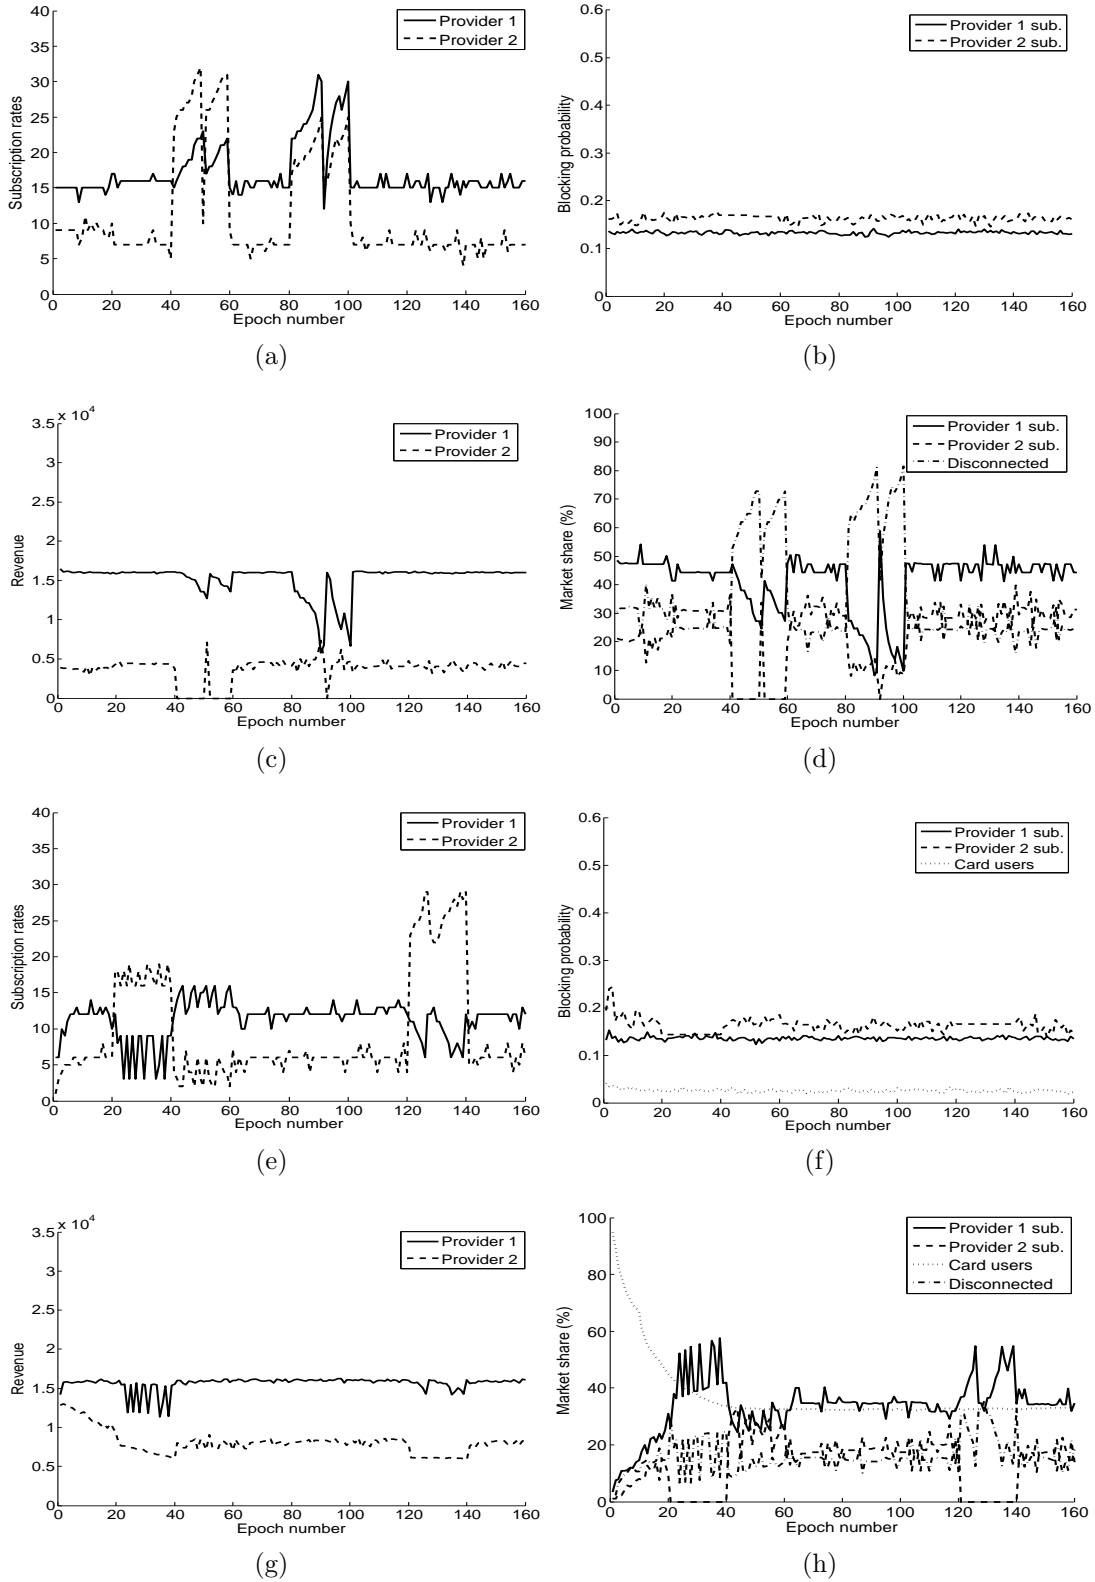 40
35
30
25
20
15
10
5
0
Subscription rates
Provider 1
Provider 2
0 20 40 60 80 100 120 140 160
Epoch number
(a)
0.6
0.5
0.4
0.3
0.2
0.1
0
Blocking probability
Provider 1 sub.
Provider 2 sub.
0 20 40 60 80 100 120 140 160
Epoch number
(b)
x 10^4
3.5
3
2.5
2
1.5
1
0.5
0
Revenue
Provider 1
Provider 2
0 20 40 60 80 100 120 140 160
Epoch number
(c)
100
90
80
70
60
50
40
30
20
10
0
Market share (%)
Provider 1 sub.
Provider 2 sub.
Disconnected
0 20 40 60 80 100 120 140 160
Epoch number
(d)
40
35
30
25
20
15
10
5
0
Subscription rates
Provider 1
Provider 2
0 20 40 60 80 100 120 140 160
Epoch number
(e)
0.6
0.5
0.4
0.3
0.2
0.1
0
Blocking probability
Provider 1 sub.
Provider 2 sub.
Card users
0 20 40 60 80 100 120 140 160
Epoch number
(f)
x 10^4
3.5
3
2.5
2
1.5
1
0.5
0
Revenue
Provider 1
Provider 2
0 20 40 60 80 100 120 140 160
Epoch number
(g)
100
80
60
40
20
0
Market share (%)
Provider 1 sub.
Provider 2 sub.
Card users
Disconnected
0 20 40 60 80 100 120 140 160
Epoch number
(h)